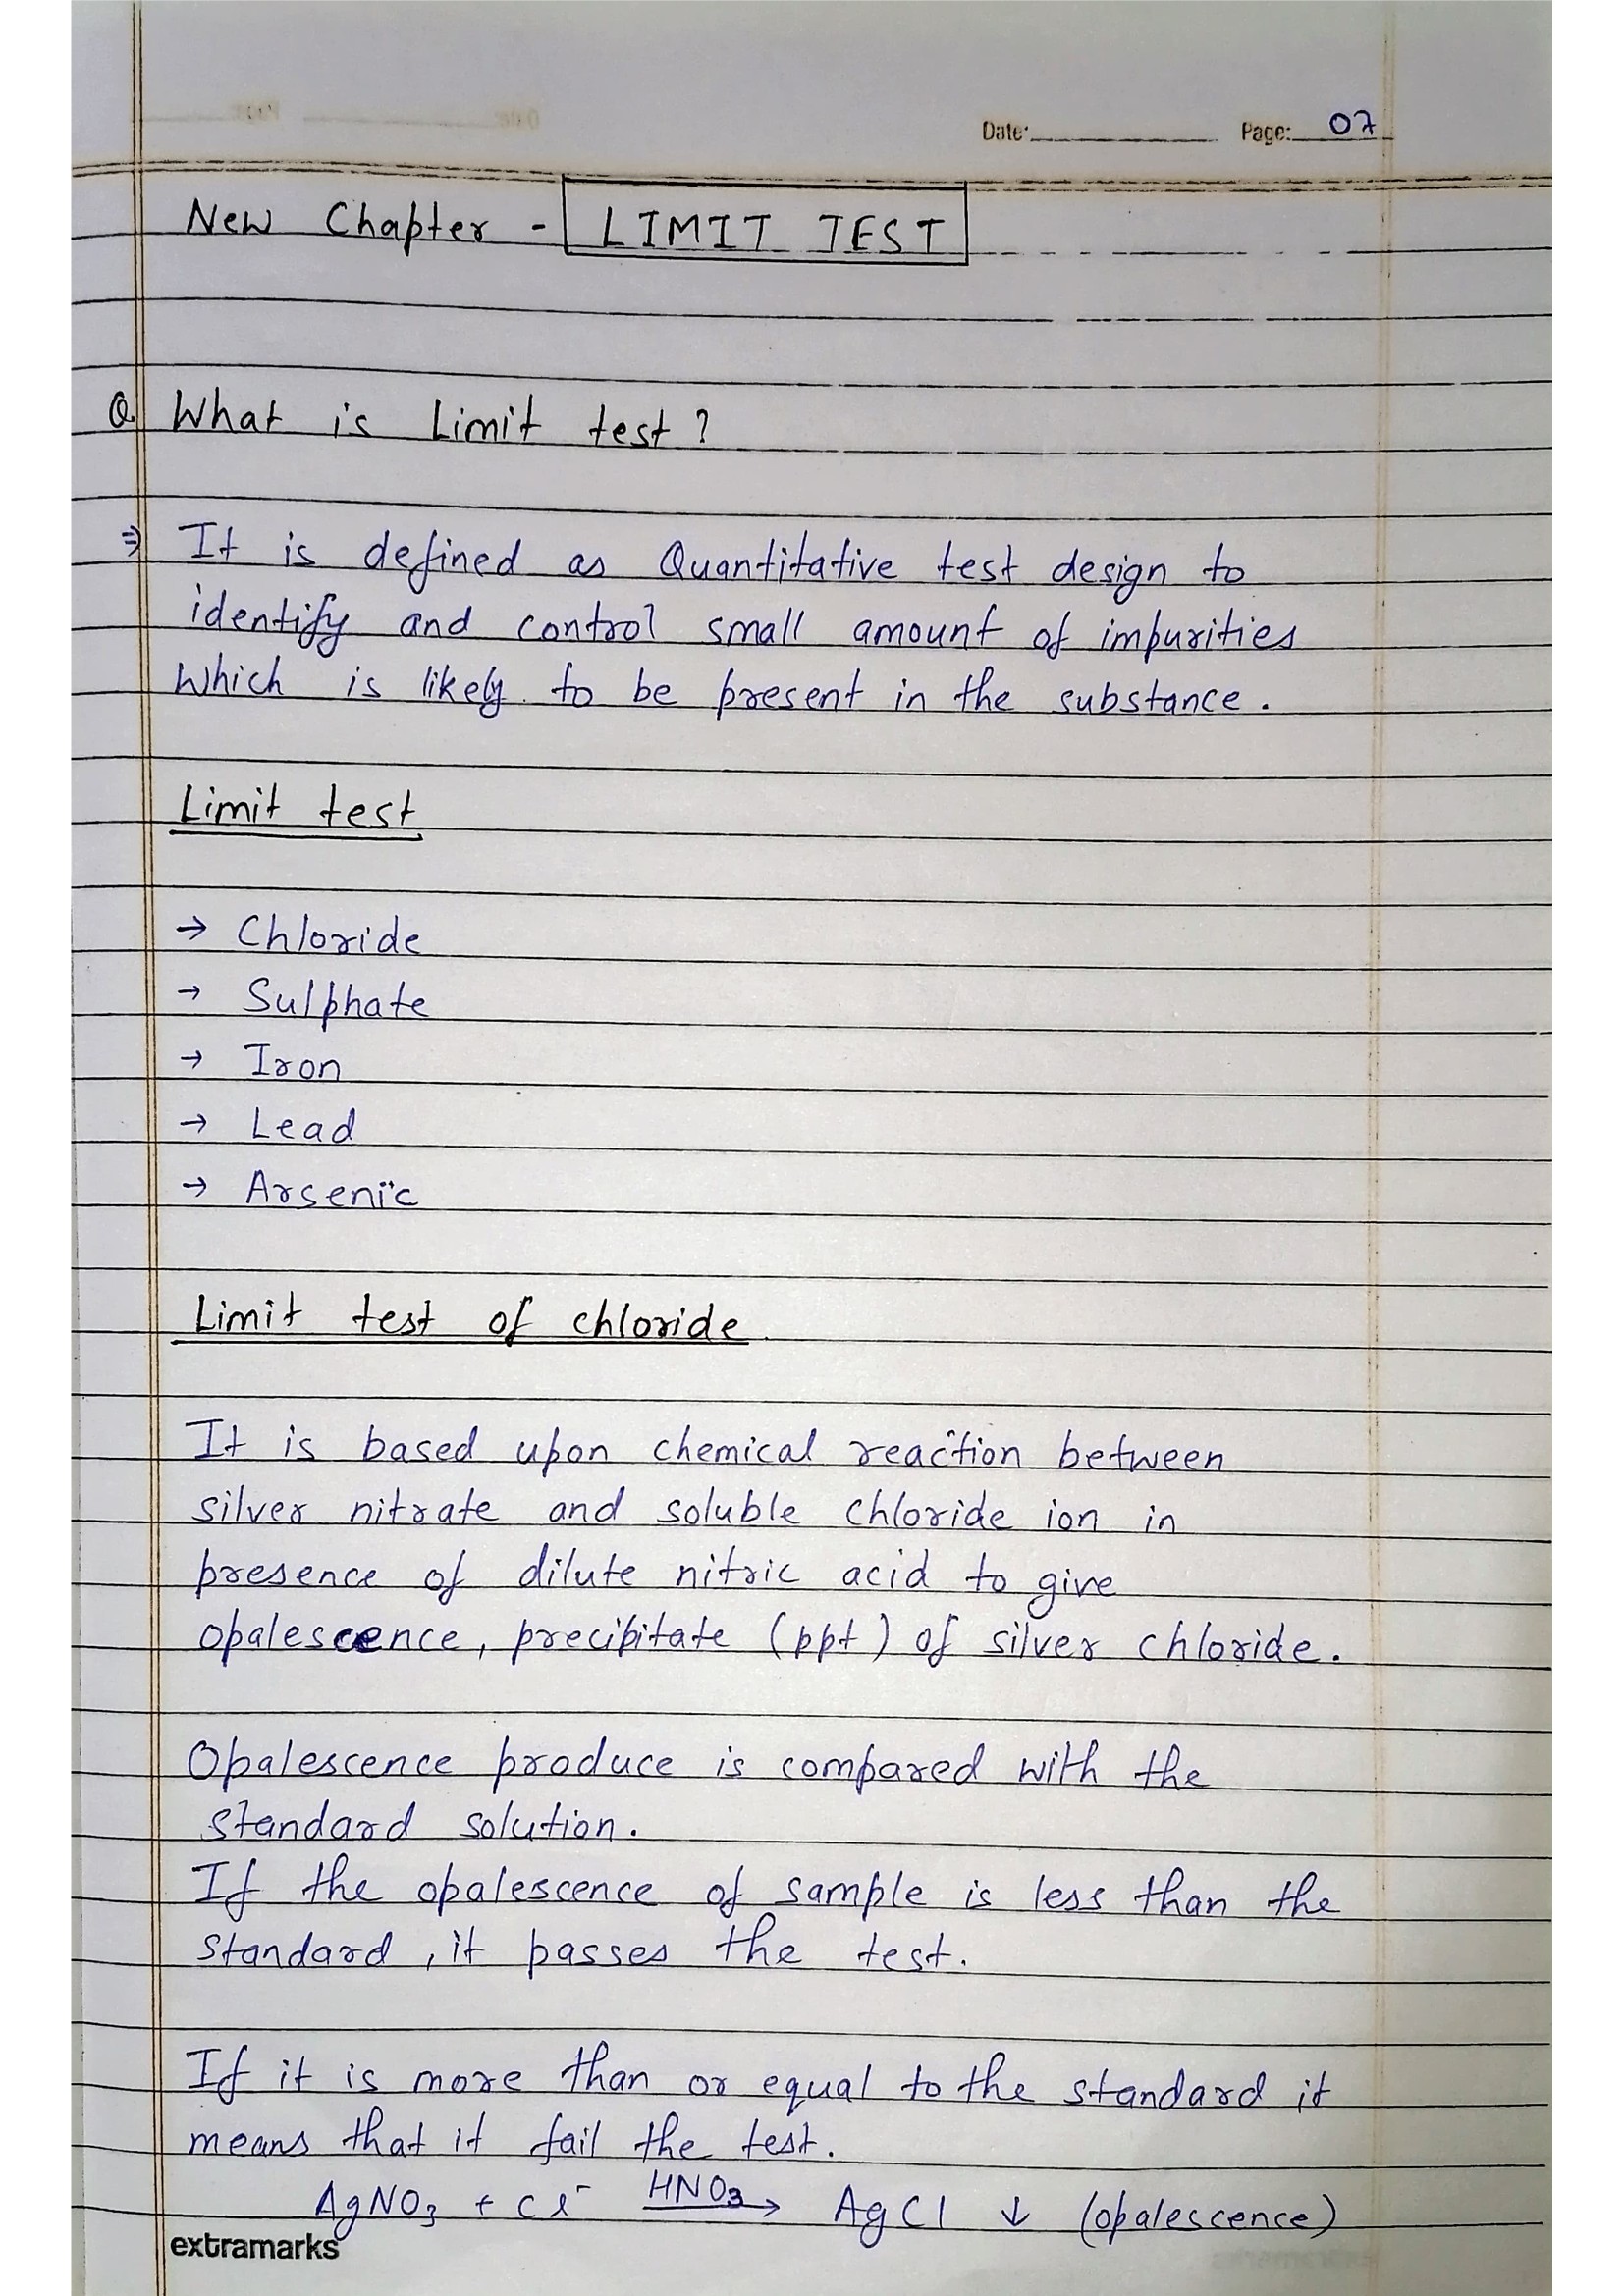 Date: Page: 07
New Chapter - LIMIT TEST
Q What is Limit test?
⇒ It is defined as Quantitative test design to
identify and control small amount of impurities
which is likely to be present in the substance.
Limit test
→ Chloride
→ Sulphate
→ Iron
→ Lead
→ Arsenic
Limit test of chloride
It is based upon chemical reaction between
silver nitrate and soluble chloride ion in
presence of dilute nitric acid to give
opalescence, precipitate (ppt) of silver chloride.
Opalescence produce is compared with the
standard solution.
If the opalescence of sample is less than the
standard, it passes the test.
If it is more than or equal to the standard it
means that it fail the test.
AgNO₃ + Cl⁻ HNO₃→ AgCl ↓ (opalescence)
extramarks